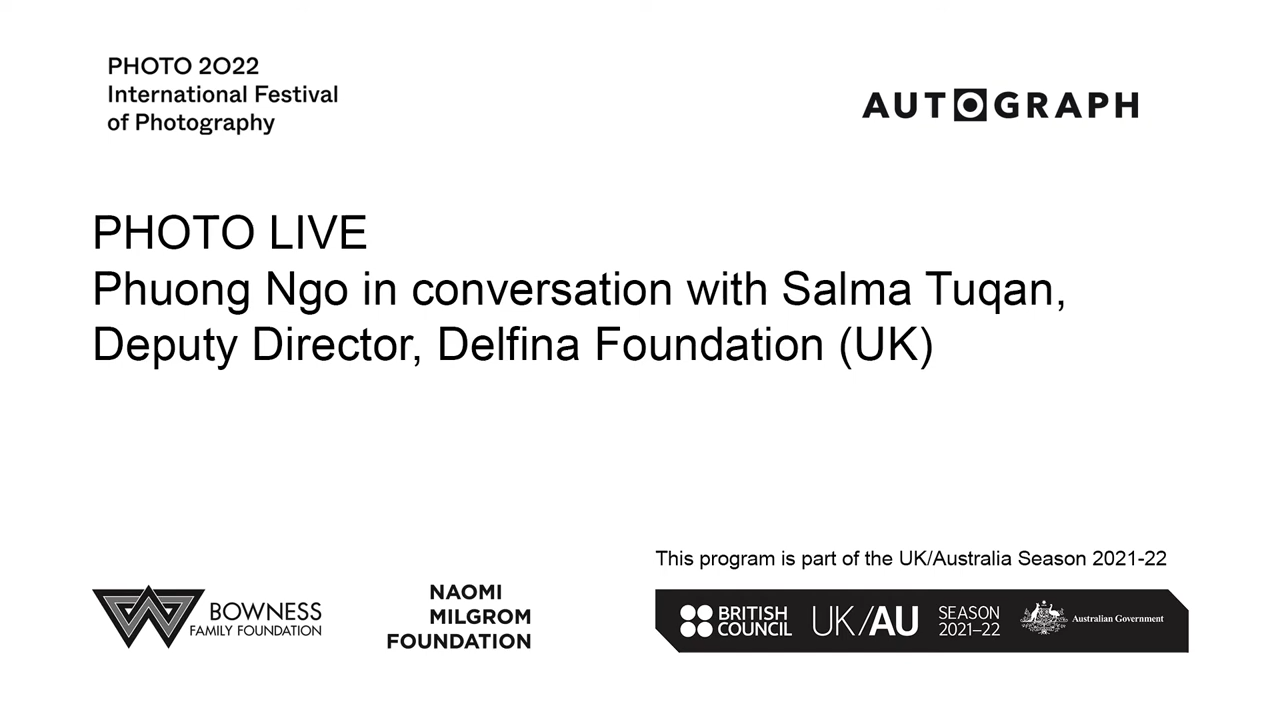 PHOTO 2022
International Festival
of Photography
AUTOGRAPH
PHOTO LIVE
Phuong Ngo in conversation with Salma Tuqan,
Deputy Director, Delfina Foundation (UK)
This program is part of the UK/Australia Season 2021-22
BOWNESS
FAMILY FOUNDATION
NAOMI
MILGROM
FOUNDATION
BRITISH
COUNCIL
UK/AU
SEASON
2021–22
Australian Government